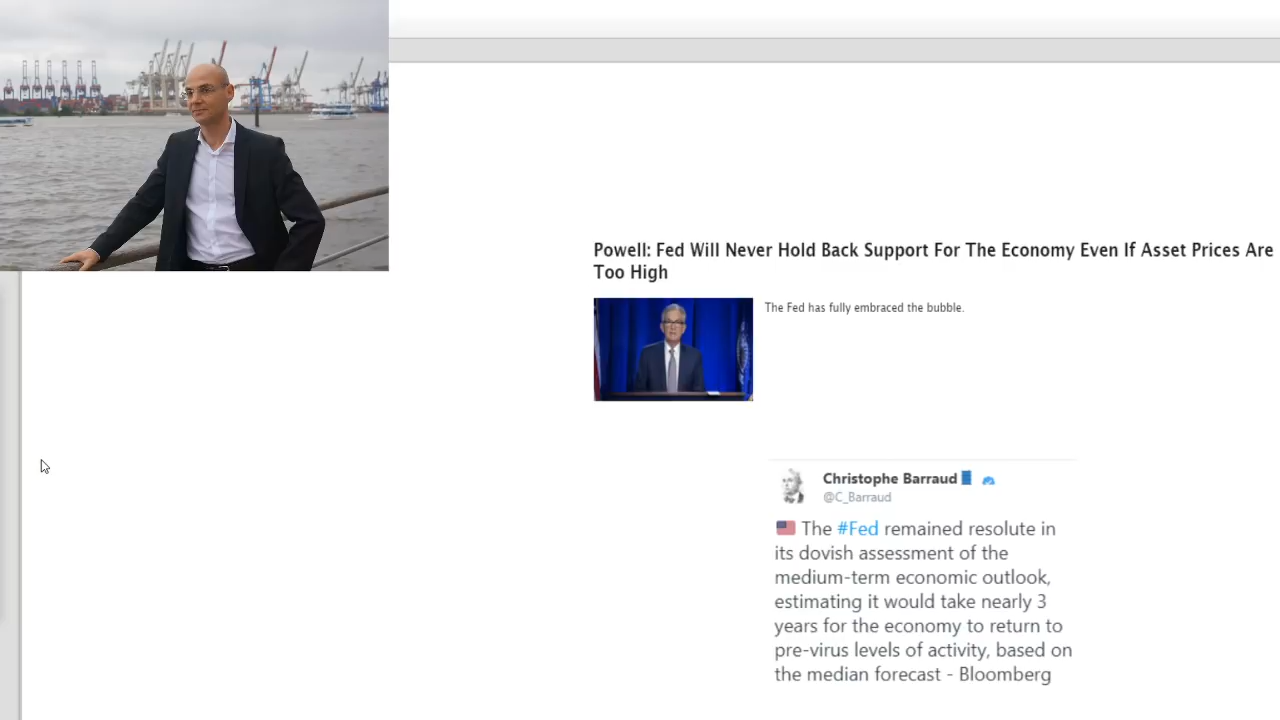 Powell: Fed Will Never Hold Back Support For The Economy Even If Asset Prices Are
Too High
The Fed has fully embraced the bubble.
Christophe Barraud
@C_Barraud
The #Fed remained resolute in
its dovish assessment of the
medium-term economic outlook,
estimating it would take nearly 3
years for the economy to return to
pre-virus levels of activity, based on
the median forecast - Bloomberg